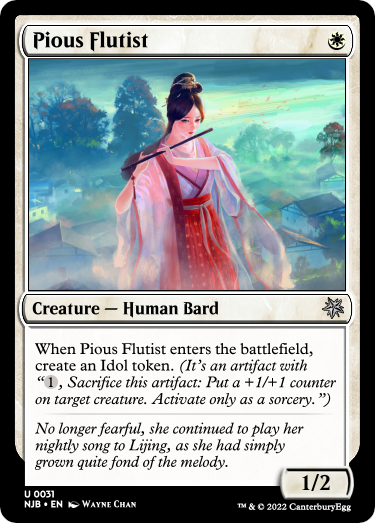 Pious Flutist
Creature — Human Bard
When Pious Flutist enters the battlefield,
create an Idol token. (It's an artifact with
“1, Sacrifice this artifact: Put a +1/+1 counter
on target creature. Activate only as a sorcery.”)
No longer fearful, she continued to play her
nightly song to Lijing, as she had simply
grown quite fond of the melody.
1/2
U 0031
NJB • EN Wayne Chan
™ & © 2022 CanterburyEgg